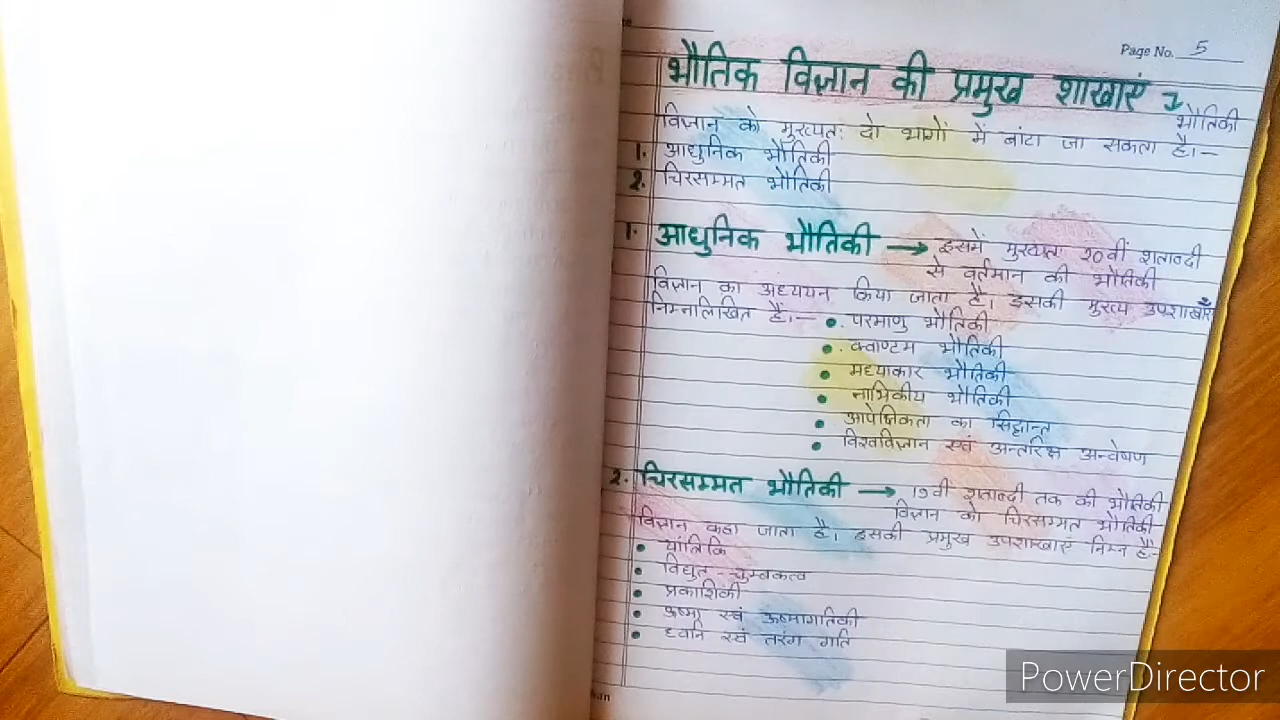 Page No. 5
भौतिक विज्ञान की प्रमुख शाखाएं :-
भौतिकी
विज्ञान को मुख्यतः दो भागों में बांटा जा सकता है।-
1. आधुनिक भौतिकी
2. चिरसम्मत भौतिकी
1. आधुनिक भौतिकी → इसमें मुख्यतः 20वीं शताब्दी
से वर्तमान की भौतिकी
विज्ञान का अध्ययन किया जाता है। इसकी मुख्य उपशाखाएँ
निम्नलिखित हैं।—
• परमाणु भौतिकी
• क्वाण्टम भौतिकी
• मध्याकार भौतिकी
• नाभिकीय भौतिकी
• आपेक्षिकता का सिद्दान्त
• विश्वविज्ञान एवं अन्तरिक्ष अन्वेषण
2. चिरसम्मत भौतिकी → 19वी शताब्दी तक की भौतिकी
विज्ञान को चिरसम्मत भौतिकी
विज्ञान कहा जाता है। इसकी प्रमुख उपशाखाएं निम्न है:-
• यांतिकि
• विद्युत - चुम्बकत्व
• प्रकाशिकी
• ऊष्मा एवं ऊष्मागतिकी
• ध्वनि एवं तरंग गति
PowerDirector